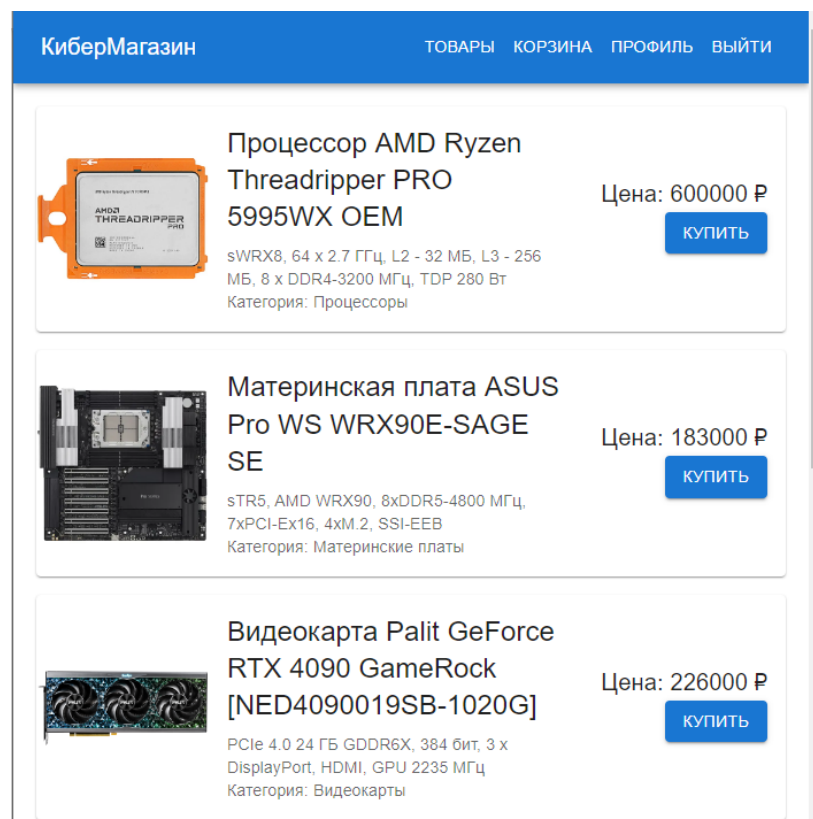 КиберМагазин
ТОВАРЫ КОРЗИНА ПРОФИЛЬ ВЫЙТИ
AMD
THREADRIPPER
PRO
Процессор AMD Ryzen
Threadripper PRO
5995WX OEM
sWRX8, 64 x 2.7 ГГц, L2 - 32 МБ, L3 - 256
МБ, 8 x DDR4-3200 МГц, TDP 280 Вт
Категория: Процессоры
Цена: 600000 ₽
КУПИТЬ
Материнская плата ASUS
Pro WS WRX90E-SAGE
SE
sTR5, AMD WRX90, 8xDDR5-4800 МГц,
7xPCI-Ex16, 4xM.2, SSI-EEB
Категория: Материнские платы
Цена: 183000 ₽
КУПИТЬ
Видеокарта Palit GeForce
RTX 4090 GameRock
[NED4090019SB-1020G]
PCIe 4.0 24 ГБ GDDR6X, 384 бит, 3 x
DisplayPort, HDMI, GPU 2235 МГц
Категория: Видеокарты
Цена: 226000 ₽
КУПИТЬ